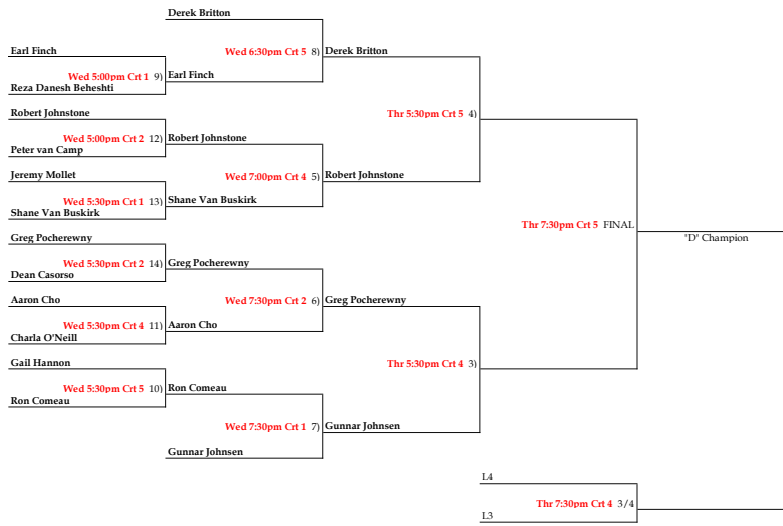 Derek Britton
Earl Finch
Wed 6:30pm Crt 5 8) Derek Britton
Wed 5:00pm Crt 1 9) Earl Finch
Reza Danesh Beheshti
Robert Johnstone
Thr 5:30pm Crt 5 4)
Wed 5:00pm Crt 2 12) Robert Johnstone
Peter van Camp
Jeremy Mollet
Wed 7:00pm Crt 4 5) Robert Johnstone
Wed 5:30pm Crt 1 13) Shane Van Buskirk
Shane Van Buskirk
Thr 7:30pm Crt 5 FINAL
"D" Champion
Greg Pocherewny
Wed 5:30pm Crt 2 14) Greg Pocherewny
Dean Casorso
Aaron Cho
Wed 7:30pm Crt 2 6) Greg Pocherewny
Wed 5:30pm Crt 4 11) Aaron Cho
Charla O'Neill
Gail Hannon
Thr 5:30pm Crt 4 3)
Wed 5:30pm Crt 5 10) Ron Comeau
Ron Comeau
Wed 7:30pm Crt 1 7) Gunnar Johnsen
Gunnar Johnsen
L4
Thr 7:30pm Crt 4 3/4
L3